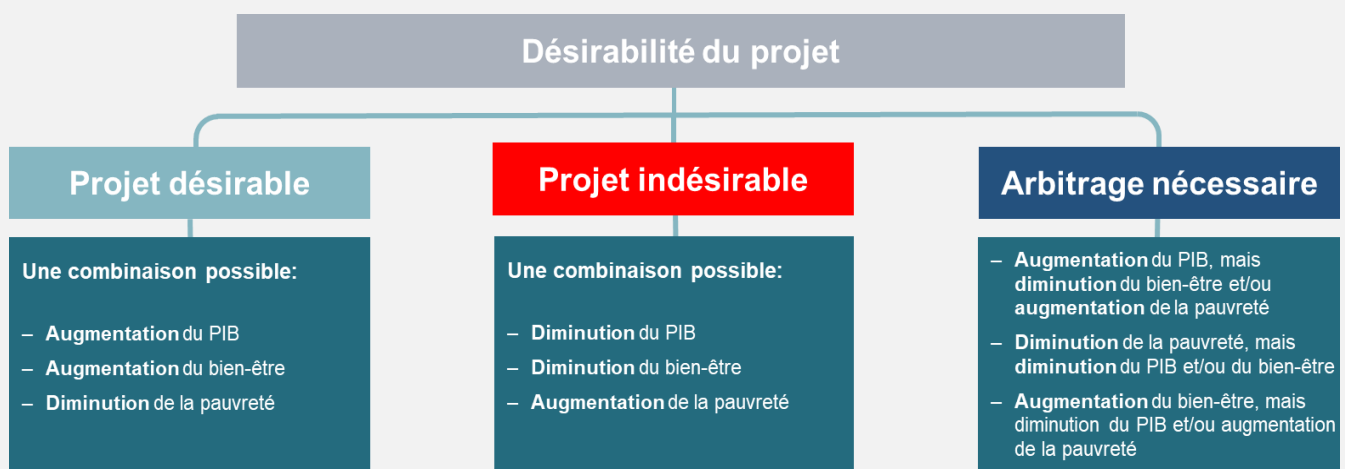 Désirabilité du projet
Projet désirable
Une combinaison possible:
– Augmentation du PIB
– Augmentation du bien-être
– Diminution de la pauvreté
Projet indésirable
Une combinaison possible:
– Diminution du PIB
– Diminution du bien-être
– Augmentation de la pauvreté
Arbitrage nécessaire
– Augmentation du PIB, mais
diminution du bien-être et/ou
augmentation de la pauvreté
– Diminution de la pauvreté, mais
diminution du PIB et/ou du bien-être
– Augmentation du bien-être, mais
diminution du PIB et/ou augmentation
de la pauvreté